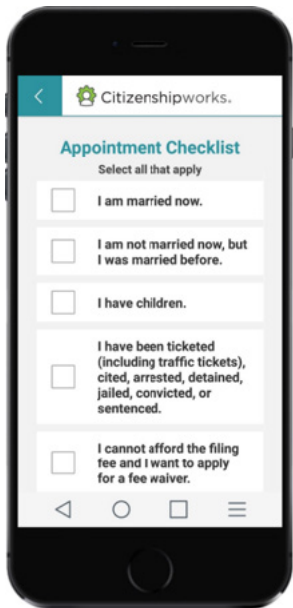 Citizenshipworks.
Appointment Checklist
Select all that apply
I am married now.
I am not married now, but
I was married before.
I have children.
I have been ticketed
(including traffic tickets),
cited, arrested, detained,
jailed, convicted, or
sentenced.
I cannot afford the filing
fee and I want to apply
for a fee waiver.